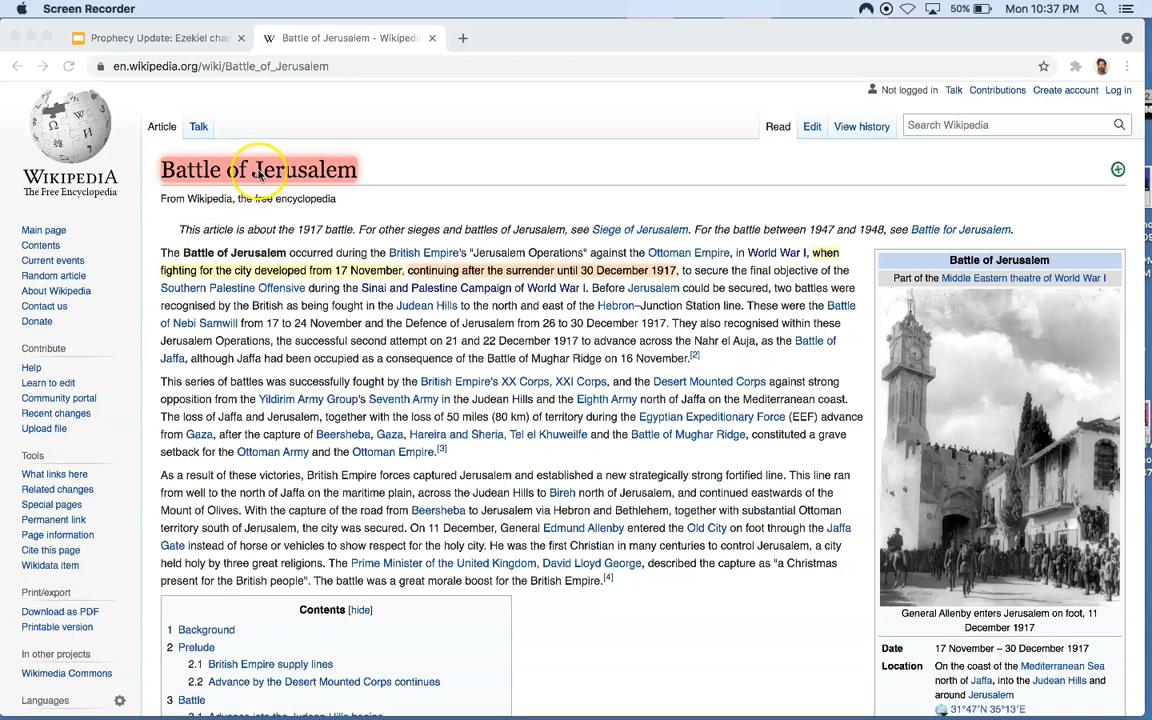 Screen Recorder
50%
Mon 10:37 PM
Prophecy Update: Ezekiel chap
Battle of Jerusalem - Wikipedi
en.wikipedia.org/wiki/Battle_of_Jerusalem
Not logged in Talk Contributions Create account Log in
WIKIPEDIA
The Free Encyclopedia
Article Talk
Read Edit View history
Search Wikipedia
Battle of Jerusalem
From Wikipedia, the free encyclopedia
This article is about the 1917 battle. For other sieges and battles of Jerusalem, see Siege of Jerusalem. For the battle between 1947 and 1948, see Battle for Jerusalem.
Main page
Contents
Current events
Random article
About Wikipedia
Contact us
Donate
Contribute
Help
Learn to edit
Community portal
Recent changes
Upload file
Tools
What links here
Related changes
Special pages
Permanent link
Page information
Cite this page
Wikidata item
Print/export
Download as PDF
Printable version
In other projects
Wikimedia Commons
Languages
The Battle of Jerusalem occurred during the British Empire's "Jerusalem Operations" against the Ottoman Empire, in World War I, when
fighting for the city developed from 17 November, continuing after the surrender until 30 December 1917, to secure the final objective of the
Southern Palestine Offensive during the Sinai and Palestine Campaign of World War I. Before Jerusalem could be secured, two battles were
recognised by the British as being fought in the Judean Hills to the north and east of the Hebron–Junction Station line. These were the Battle
of Nebi Samwill from 17 to 24 November and the Defence of Jerusalem from 26 to 30 December 1917. They also recognised within these
Jerusalem Operations, the successful second attempt on 21 and 22 December 1917 to advance across the Nahr el Auja, as the Battle of
Jaffa, although Jaffa had been occupied as a consequence of the Battle of Mughar Ridge on 16 November.[2]
This series of battles was successfully fought by the British Empire's XX Corps, XXI Corps, and the Desert Mounted Corps against strong
opposition from the Yildirim Army Group's Seventh Army in the Judean Hills and the Eighth Army north of Jaffa on the Mediterranean coast.
The loss of Jaffa and Jerusalem, together with the loss of 50 miles (80 km) of territory during the Egyptian Expeditionary Force (EEF) advance
from Gaza, after the capture of Beersheba, Gaza, Hareira and Sheria, Tel el Khuweilfe and the Battle of Mughar Ridge, constituted a grave
setback for the Ottoman Army and the Ottoman Empire.[3]
As a result of these victories, British Empire forces captured Jerusalem and established a new strategically strong fortified line. This line ran
from well to the north of Jaffa on the maritime plain, across the Judean Hills to Bireh north of Jerusalem, and continued eastwards of the
Mount of Olives. With the capture of the road from Beersheba to Jerusalem via Hebron and Bethlehem, together with substantial Ottoman
territory south of Jerusalem, the city was secured. On 11 December, General Edmund Allenby entered the Old City on foot through the Jaffa
Gate instead of horse or vehicles to show respect for the holy city. He was the first Christian in many centuries to control Jerusalem, a city
held holy by three great religions. The Prime Minister of the United Kingdom, David Lloyd George, described the capture as "a Christmas
present for the British people". The battle was a great morale boost for the British Empire.[4]
Contents [hide]
1 Background
2 Prelude
2.1 British Empire supply lines
2.2 Advance by the Desert Mounted Corps continues
3 Battle
3.1 Advance into the Judean Hills begins
Battle of Jerusalem
Part of the Middle Eastern theatre of World War I
General Allenby enters Jerusalem on foot, 11
December 1917
Date 17 November – 30 December 1917
Location On the coast of the Mediterranean Sea
north of Jaffa, into the Judean Hills and
around Jerusalem
31°47′N 35°13′E